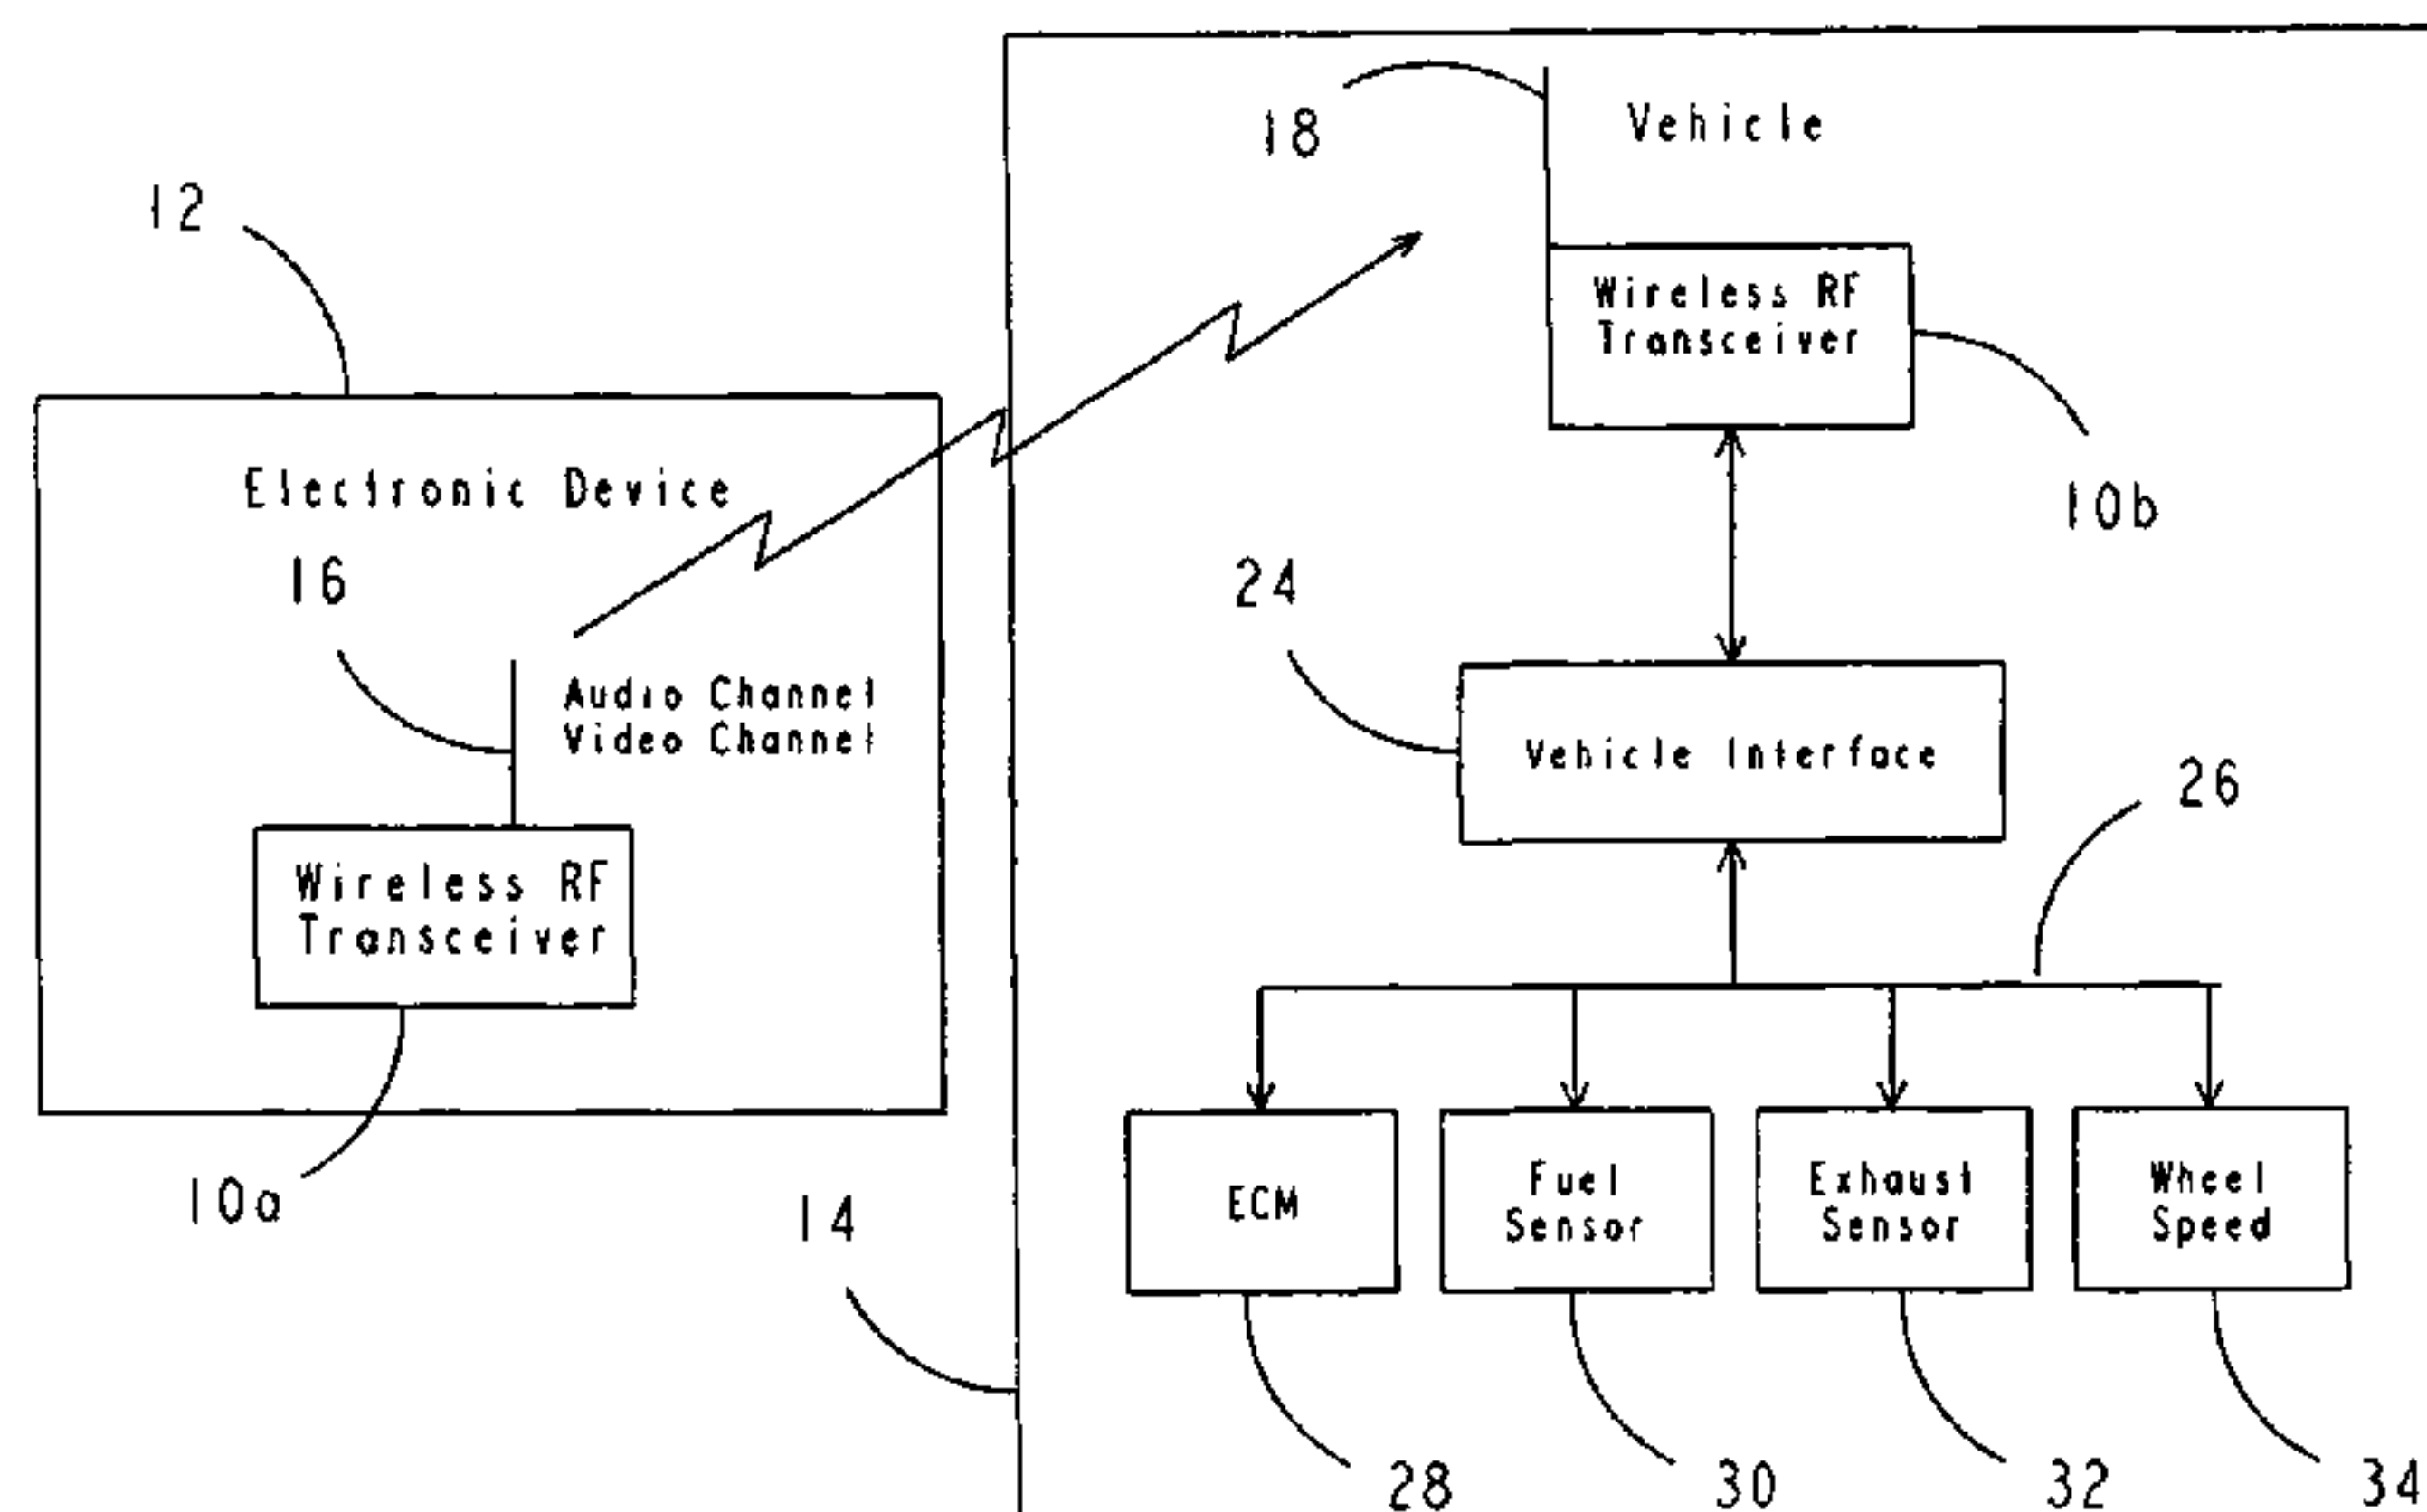 18
Vehicle
12
Wireless RF
Transceiver
10b
Electronic Device
16
24
Audio Channel
Video Channel
Vehicle Interface
26
Wireless RF
Transceiver
10a
14
ECM
Fuel
Sensor
Exhaust
Sensor
Wheel
Speed
28
30
32
34